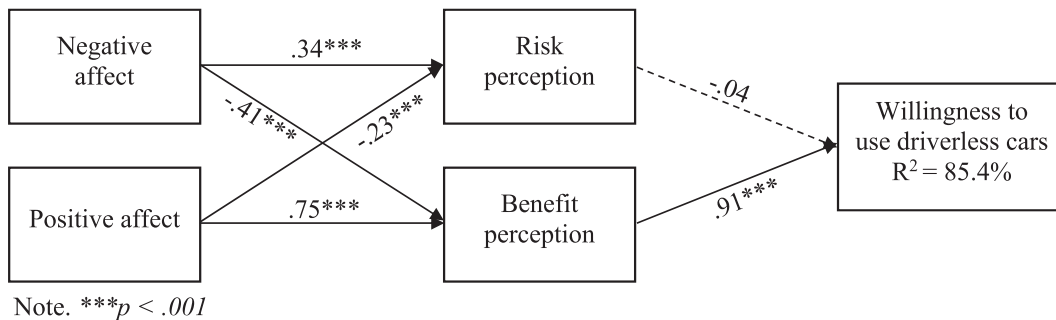 Negative
affect
.34***
Risk
perception
-.41***
-.23***
-.04
Willingness to
use driverless cars
R² = 85.4%
Positive affect
.75***
Benefit
perception
.91***
Note. ***p < .001